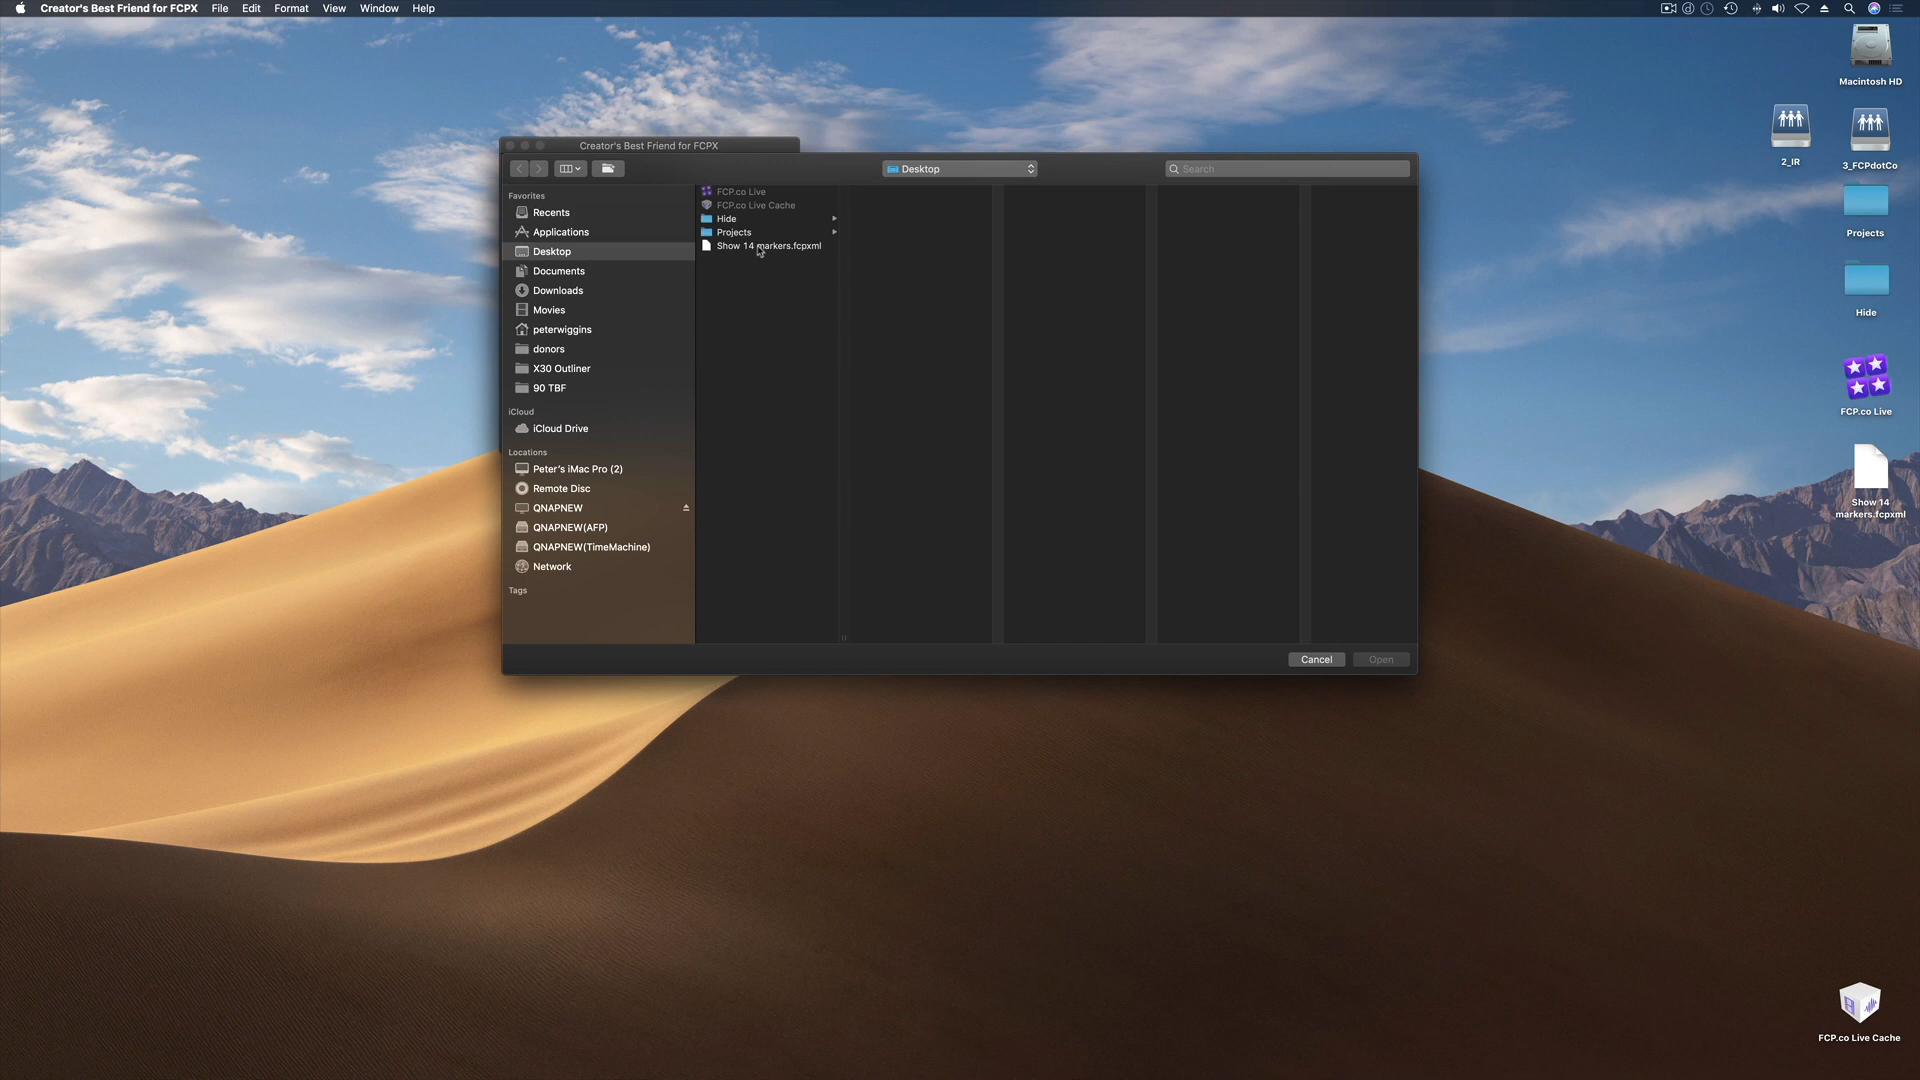 Creator's Best Friend for FCPX File Edit Format View Window Help
Macintosh HD
2_IR
3_FCPdotCo
Projects
Hide
FCP.co Live
Show 14
markers.fcpxml
FCP.co Live Cache
Creator's Best Friend for FCPX
Desktop
Search
Favorites
Recents
Applications
Desktop
Documents
Downloads
Movies
peterwiggins
donors
X30 Outliner
90 TBF
iCloud
iCloud Drive
Locations
Peter's iMac Pro (2)
Remote Disc
QNAPNEW
QNAPNEW(AFP)
QNAPNEW(TimeMachine)
Network
Tags
FCP.co Live
FCP.co Live Cache
Hide
Projects
Show 14 markers.fcpxml
Cancel
Open